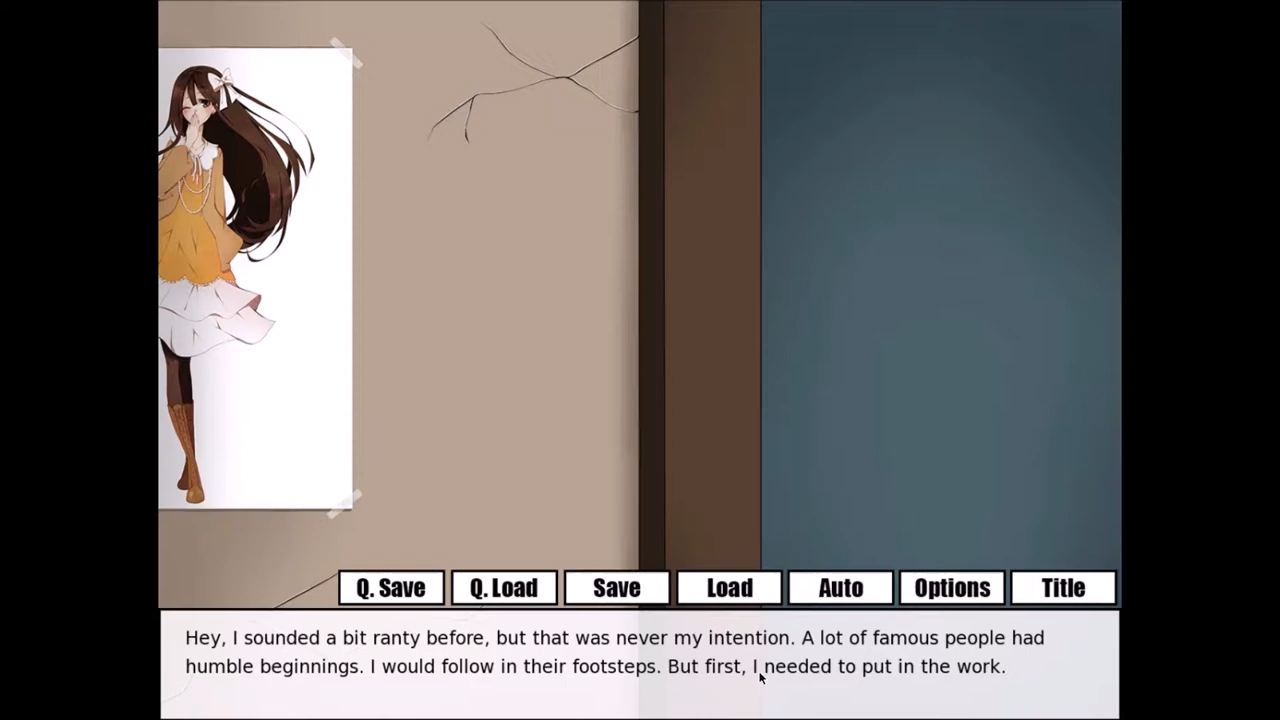 Q. Save Q. Load Save Load Auto Options Title
Hey, I sounded a bit ranty before, but that was never my intention. A lot of famous people had
humble beginnings. I would follow in their footsteps. But first, I needed to put in the work.